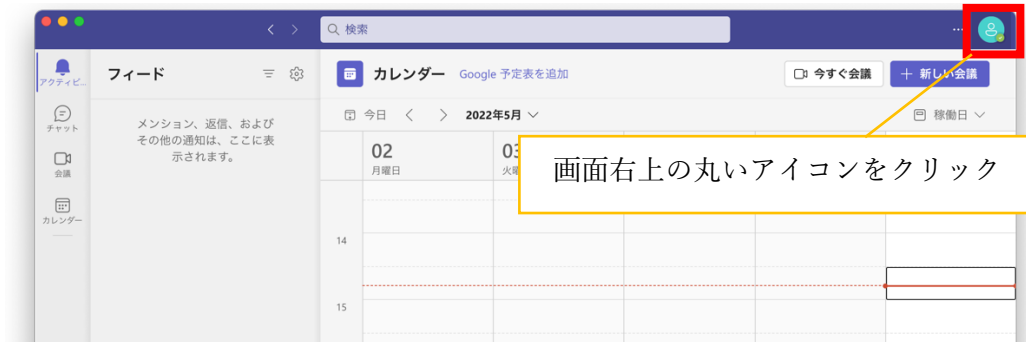 検索
アクティビ...
フィード
カレンダー Google 予定表を追加
今すぐ会議
新しい会議
チャット
メンション、返信、および
その他の通知は、ここに表
示されます。
今日
2022年5月
稼働日
会議
02
月曜日
カレンダー
画面右上の丸いアイコンをクリック
14
15